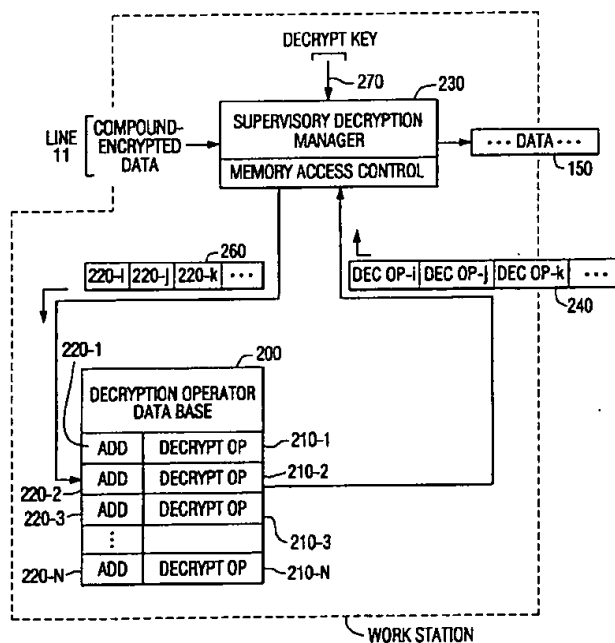 DECRYPT KEY
270
230
LINE 11
COMPOUND-
ENCRYPTED
DATA
SUPERVISORY DECRYPTION
MANAGER
MEMORY ACCESS CONTROL
··· DATA ···
150
260
220-i 220-j 220-k ···
DEC OP-i DEC OP-j DEC OP-k ···
240
220-1
200
DECRYPTION OPERATOR
DATA BASE
ADD DECRYPT OP 210-1
220-2 ADD DECRYPT OP 210-2
220-3 ADD DECRYPT OP 210-3
⋮
220-N ADD DECRYPT OP 210-N
WORK STATION